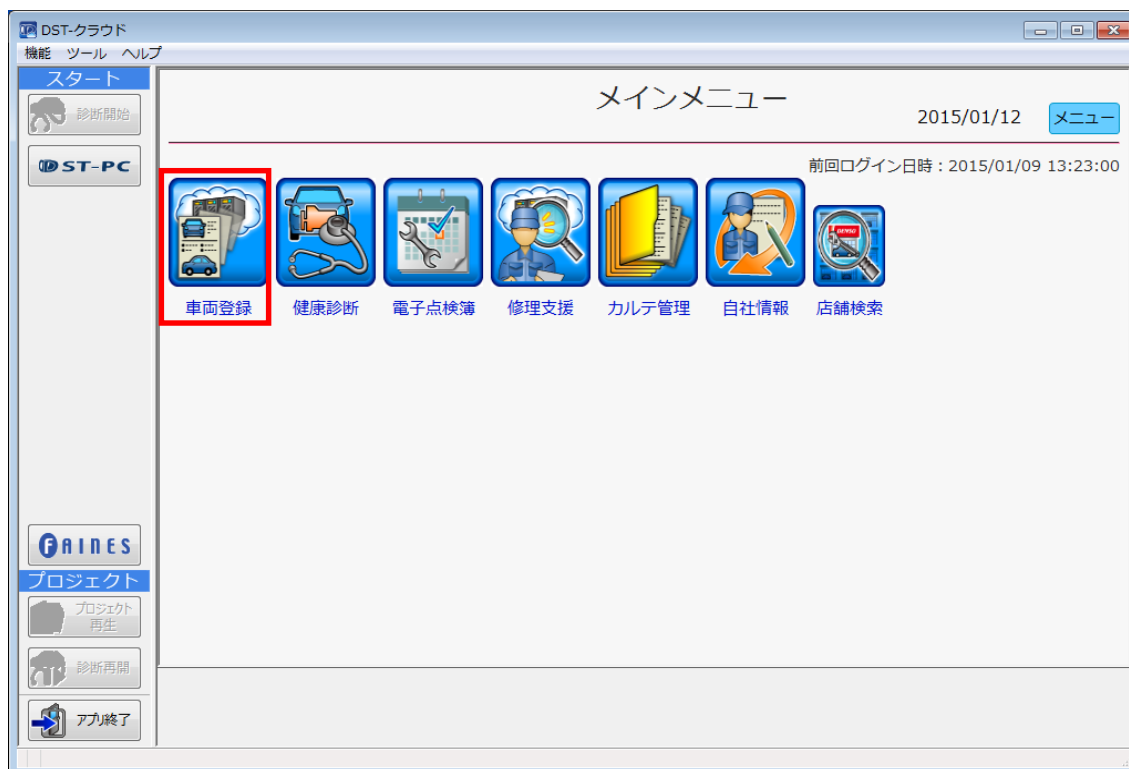 DST-クラウド
機能 ツール ヘルプ
スタート
診断開始
DST-PC
FAINES
プロジェクト
プロジェクト
再生
診断再開
アプリ終了
メインメニュー
2015/01/12
メニュー
前回ログイン日時：2015/01/09 13:23:00
DENSO
車両登録 健康診断 電子点検簿 修理支援 カルテ管理 自社情報 店舗検索